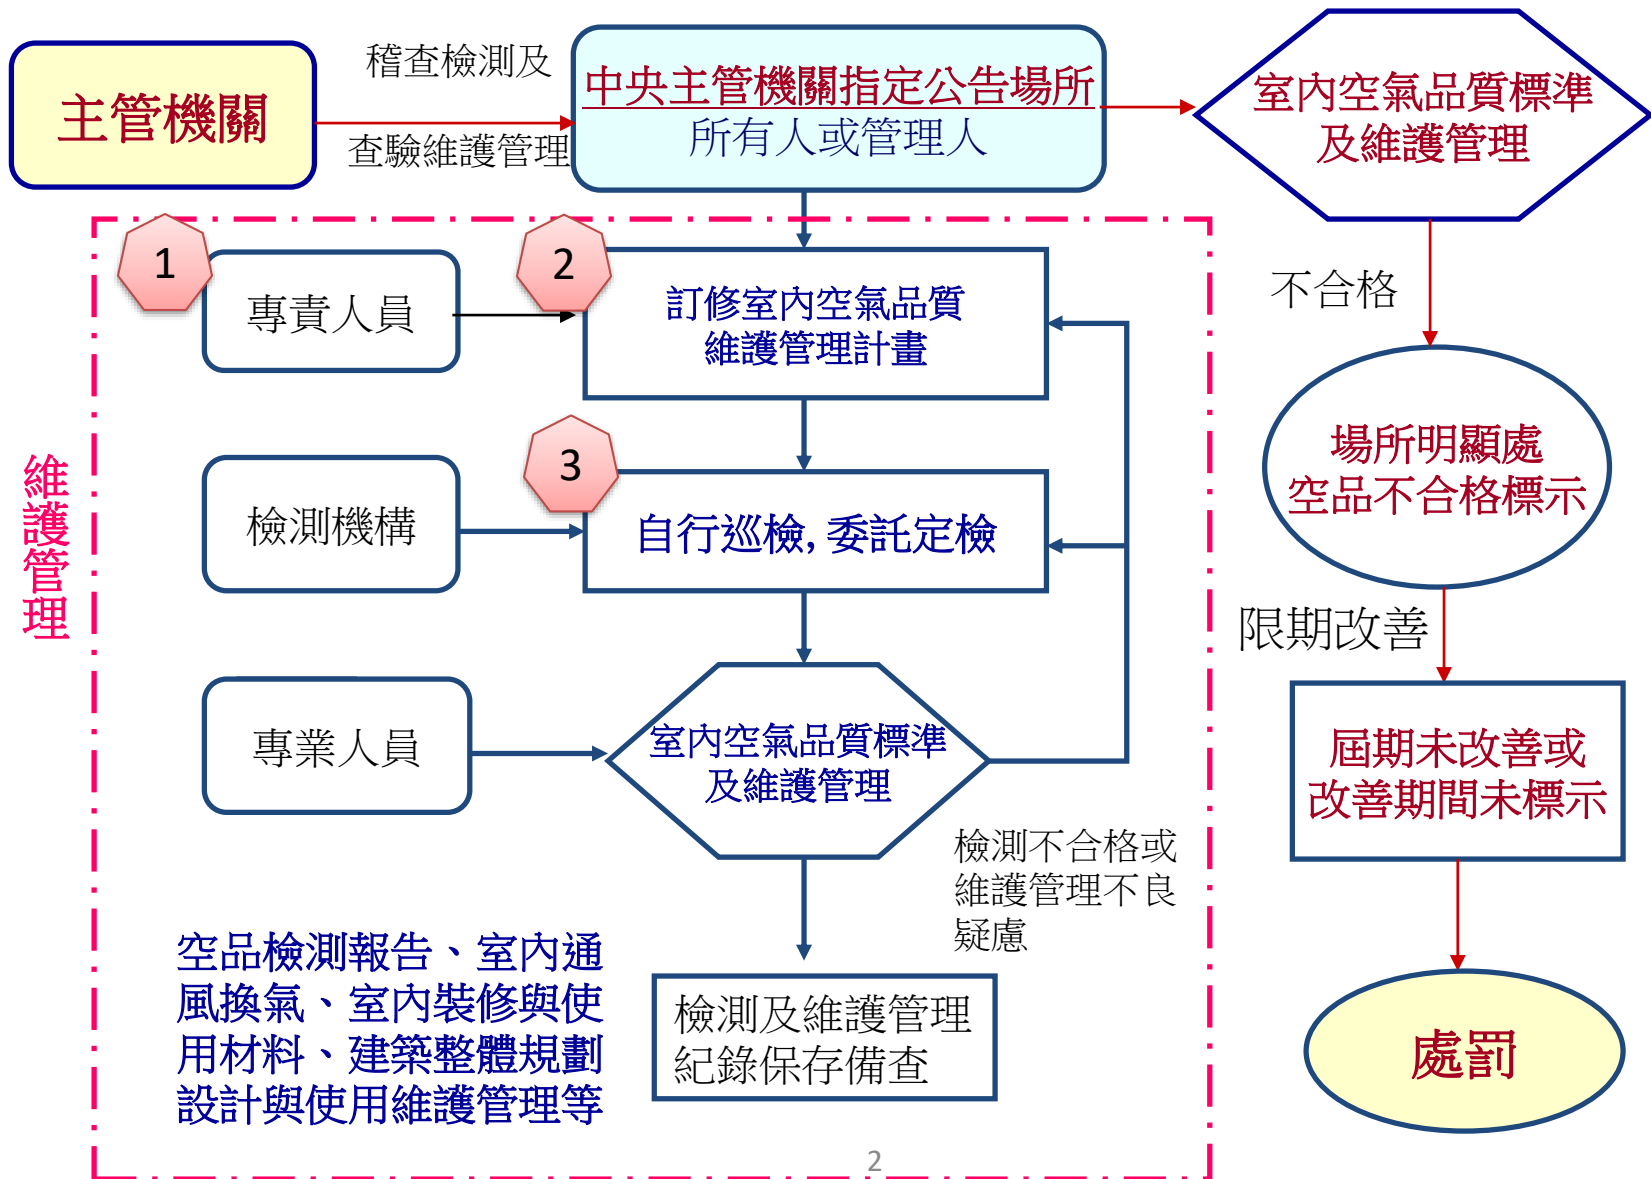 主管機關
稽查檢測及
查驗維護管理
中央主管機關指定公告場所
所有人或管理人
室內空氣品質標準
及維護管理
不合格
場所明顯處
空品不合格標示
限期改善
屆期未改善或
改善期間未標示
處罰
維護管理
1
專責人員
2
訂修室內空氣品質
維護管理計畫
檢測機構
3
自行巡檢,委託定檢
專業人員
室內空氣品質標準
及維護管理
檢測不合格或
維護管理不良
疑慮
空品檢測報告、室內通
風換氣、室內裝修與使
用材料、建築整體規劃
設計與使用維護管理等
檢測及維護管理
紀錄保存備查
2